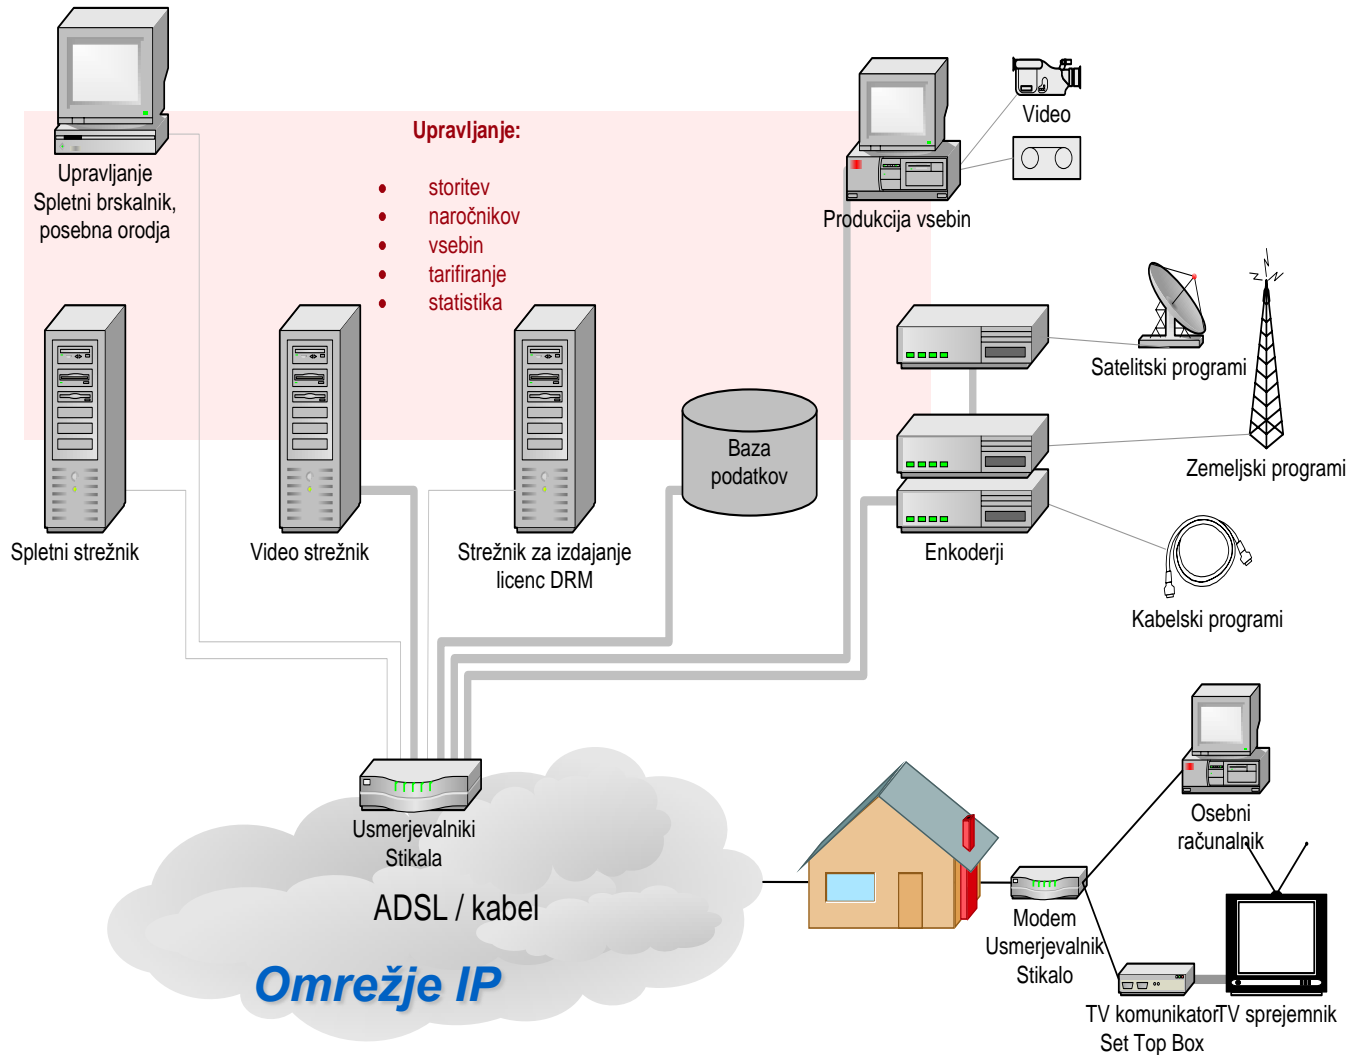 Upravljanje
Spletni brskalnik,
posebna orodja
Upravljanje:
• storitev
• naročnikov
• vsebin
• tarifiranje
• statistika
Video
Produkcija vsebin
Satelitski programi
Zemeljski programi
Baza
podatkov
Spletni strežnik
Video strežnik
Strežnik za izdajanje
licenc DRM
Enkoderji
Kabelski programi
Usmerjevalniki
Stikala
ADSL / kabel
Omrežje IP
Osebni
računalnik
Modem
Usmerjevalnik
Stikalo
TV komunikator
Set Top Box
TV sprejemnik